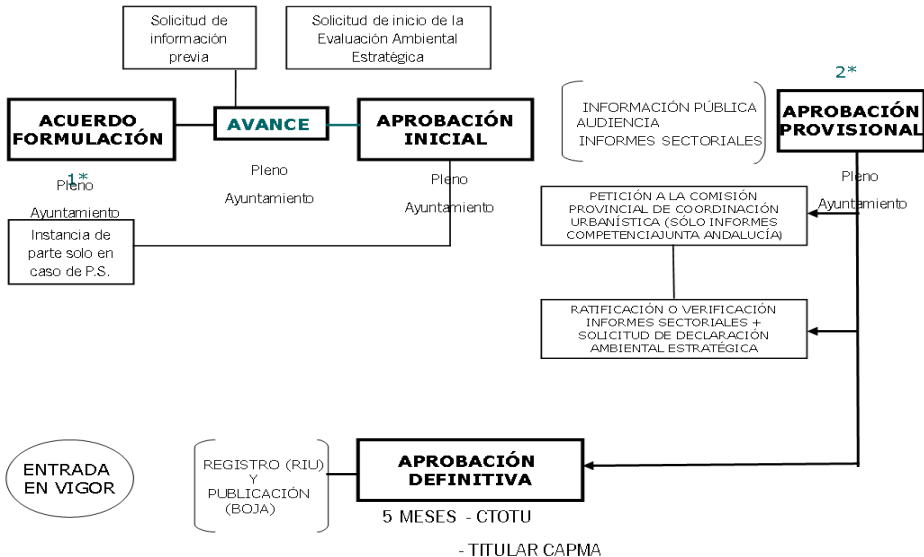 Solicitud de
información
previa
Solicitud de inicio de la
Evaluación Ambiental
Estratégica
ACUERDO
FORMULACIÓN
AVANCE
APROBACIÓN
INICIAL
INFORMACIÓN PÚBLICA
AUDIENCIA
INFORMES SECTORIALES
2*
APROBACIÓN
PROVISIONAL
1*
Pleno
Ayuntamiento
Pleno
Ayuntamiento
Pleno
Ayuntamiento
Pleno
Ayuntamiento
Instancia de
parte solo en
caso de P.S.
PETICIÓN A LA COMISIÓN
PROVINCIAL DE COORDINACIÓN
URBANÍSTICA (SÓLO INFORMES
COMPETENCIAJUNTA ANDALUCÍA)
RATIFICACIÓN O VERIFICACIÓN
INFORMES SECTORIALES +
SOLICITUD DE DECLARACIÓN
AMBIENTAL ESTRATÉGICA
ENTRADA
EN VIGOR
REGISTRO (RIU)
Y
PUBLICACIÓN
(BOJA)
APROBACIÓN
DEFINITIVA
5 MESES - CTOTU
- TITULAR CAPMA